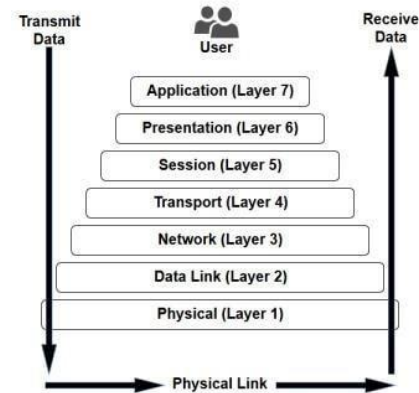 Transmit
Data
User
Receive
Data
Application (Layer 7)
Presentation (Layer 6)
Session (Layer 5)
Transport (Layer 4)
Network (Layer 3)
Data Link (Layer 2)
Physical (Layer 1)
Physical Link